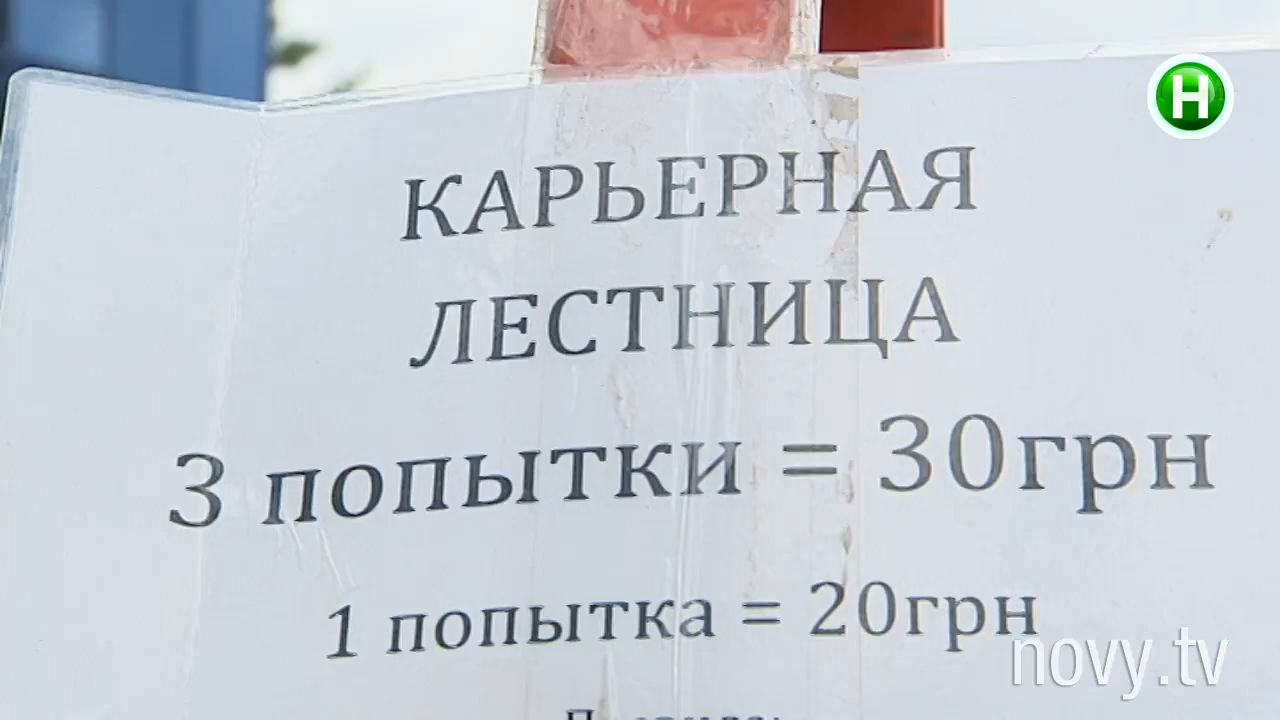 Н
КАРЬЕРНАЯ
ЛЕСТНИЦА
3 попытки = 30грн
1 попытка = 20грн
novy.tv